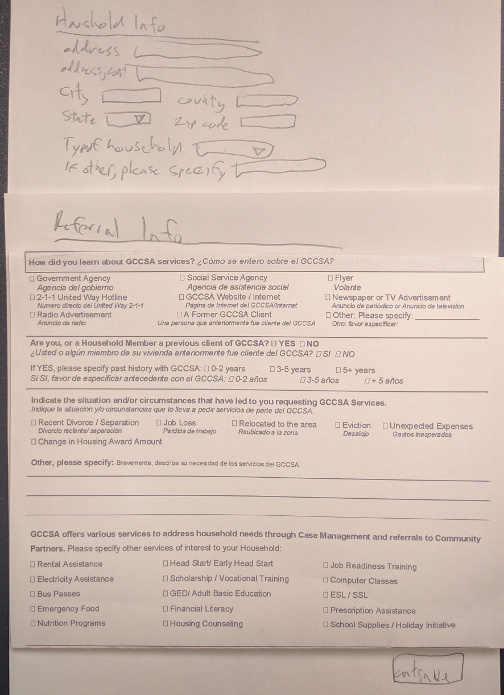 Houshold Info
address
address, cont
City county
State Zip code
Type of household
If other, please specify
Referral Info
How did you learn about GCCSA services? ¿Cómo se entero sobre el GCCSA?
□ Government Agency □ Social Service Agency □ Flyer
Agencia del gobierno Agencia de asistencia social Volante
□ 2-1-1 United Way Hotline □ GCCSA Website / Internet □ Newspaper or TV Advertisement
Numero directo del United Way 2-1-1 Página de Internet del GCCSA/Internet Anuncio de periódico or Anuncio de televisión
□ Radio Advertisement □ A Former GCCSA Client □ Other: Please specify:
Anuncio de radio Una persona que anteriormente fue cliente del GCCSA Otro: favor especificar:
Are you, or a Household Member a previous client of GCCSA? □ YES □ NO
¿Usted o algún miembro de su vivienda anteriormente fue cliente del GCCSA? □ SI □ NO
If YES, please specify past history with GCCSA: □ 0-2 years □ 3-5 years □ 5+ years
Si SI, favor de especificar antecedente con el GCCSA: □ 0-2 años □ 3-5 años □ + 5 años
Indicate the situation and/or circumstances that have led to you requesting GCCSA Services.
Indique la situación y/o circunstancias que lo lleva a pedir servicios de parte del GCCSA.
□ Recent Divorce / Separation □ Job Loss □ Relocated to the area □ Eviction □ Unexpected Expenses
Divorcio reciente/ separación Perdida de trabajo Reubicado a la zona Desalojo Gastos inesperados
□ Change in Housing Award Amount
Other, please specify: Brevemente, describa su necesidad de los servicios del GCCSA.
GCCSA offers various services to address household needs through Case Management and referrals to Community
Partners. Please specify other services of interest to your Household:
□ Rental Assistance □ Head Start/ Early Head Start □ Job Readiness Training
□ Electricity Assistance □ Scholarship / Vocational Training □ Computer Classes
□ Bus Passes □ GED/ Adult Basic Education □ ESL / SSL
□ Emergency Food □ Financial Literacy □ Prescription Assistance
□ Nutrition Programs □ Housing Counseling □ School Supplies / Holiday Initiative
continue